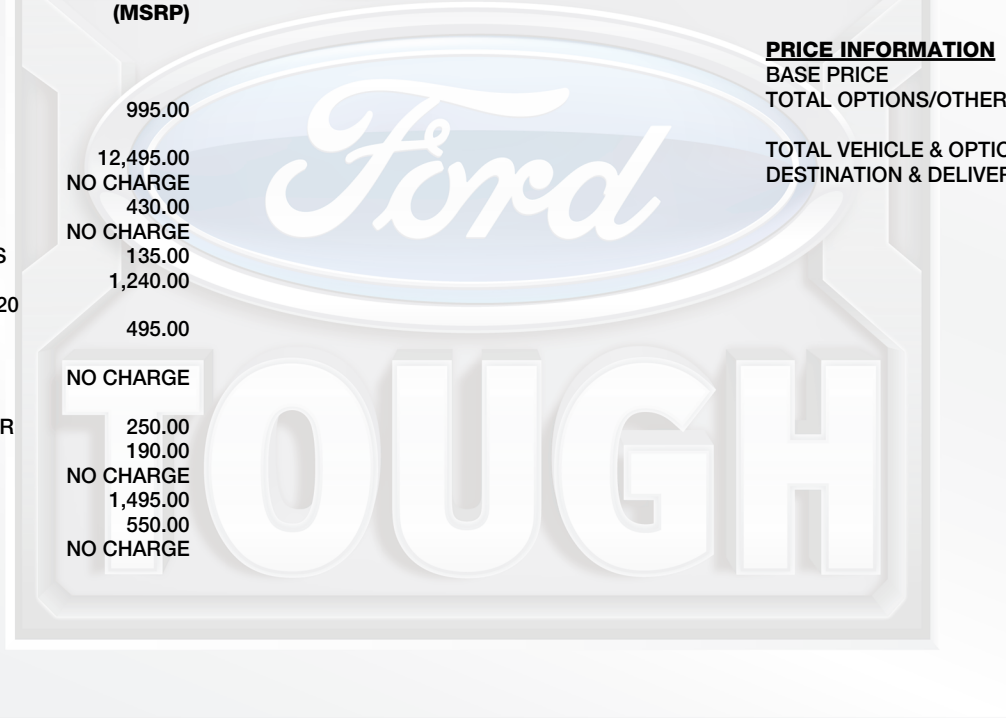 (MSRP)
995.00
12,495.00
NO CHARGE
430.00
NO CHARGE
S 135.00
1,240.00
20
495.00
NO CHARGE
R 250.00
190.00
NO CHARGE
1,495.00
550.00
NO CHARGE
PRICE INFORMATION
BASE PRICE
TOTAL OPTIONS/OTHER
TOTAL VEHICLE & OPTIO
DESTINATION & DELIVER
Ford
TOUGH